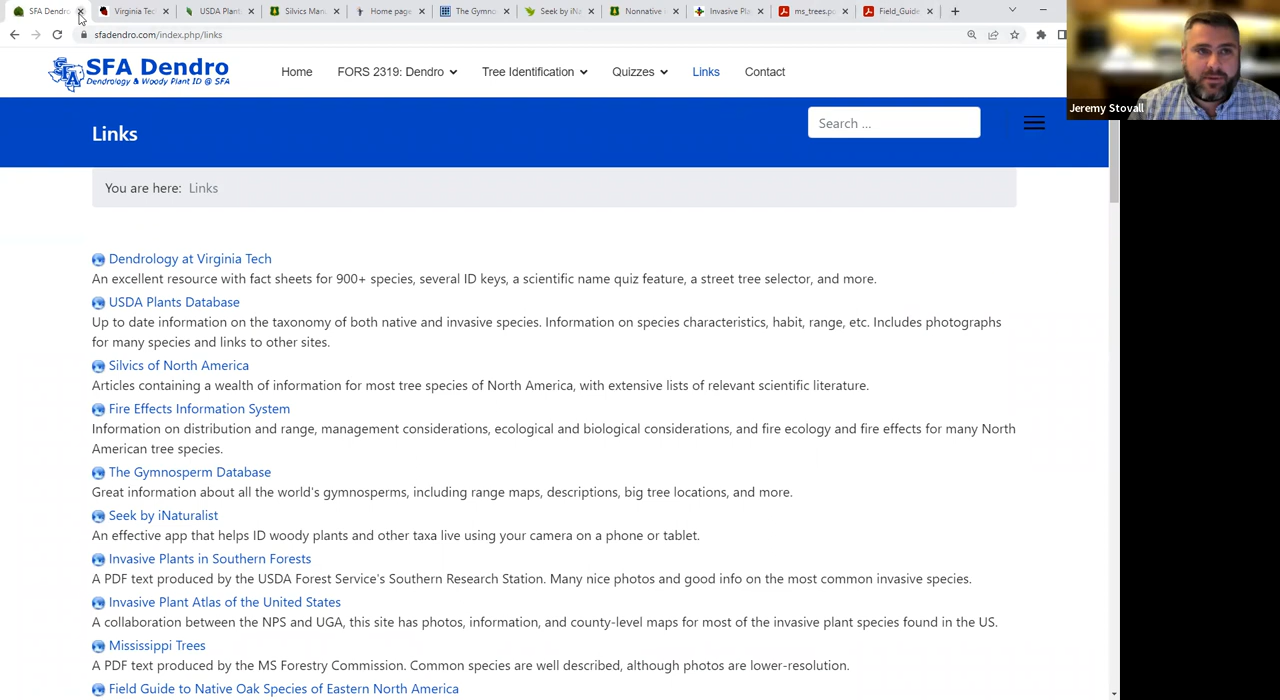 SFA Dendro
Virginia Tec
USDA Plant
Silvics Man
Home page
The Gymno
Seek by iNa
Nonnative
Invasive Pla
ms_trees.p
Field_Guide
sfadendro.com/index.php/links
SFA Dendro
Dendrology & Woody Plant ID @ SFA
Home
FORS 2319: Dendro
Tree Identification
Quizzes
Links
Contact
Jeremy Stovall
Links
Search ...
You are here: Links
Dendrology at Virginia Tech
An excellent resource with fact sheets for 900+ species, several ID keys, a scientific name quiz feature, a street tree selector, and more.
USDA Plants Database
Up to date information on the taxonomy of both native and invasive species. Information on species characteristics, habit, range, etc. Includes photographs
for many species and links to other sites.
Silvics of North America
Articles containing a wealth of information for most tree species of North America, with extensive lists of relevant scientific literature.
Fire Effects Information System
Information on distribution and range, management considerations, ecological and biological considerations, and fire ecology and fire effects for many North
American tree species.
The Gymnosperm Database
Great information about all the world's gymnosperms, including range maps, descriptions, big tree locations, and more.
Seek by iNaturalist
An effective app that helps ID woody plants and other taxa live using your camera on a phone or tablet.
Invasive Plants in Southern Forests
A PDF text produced by the USDA Forest Service's Southern Research Station. Many nice photos and good info on the most common invasive species.
Invasive Plant Atlas of the United States
A collaboration between the NPS and UGA, this site has photos, information, and county-level maps for most of the invasive plant species found in the US.
Mississippi Trees
A PDF text produced by the MS Forestry Commission. Common species are well described, although photos are lower-resolution.
Field Guide to Native Oak Species of Eastern North America